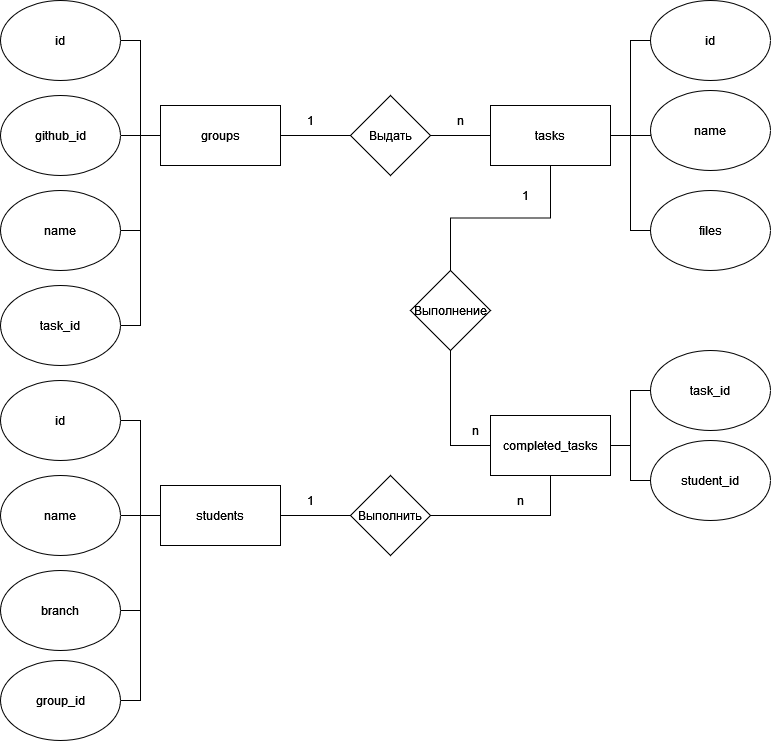 id
id
github_id
groups
1
Выдать
n
tasks
name
name
1
files
task_id
Выполнение
id
task_id
n
completed_tasks
student_id
name
students
1
Выполнить
n
branch
group_id